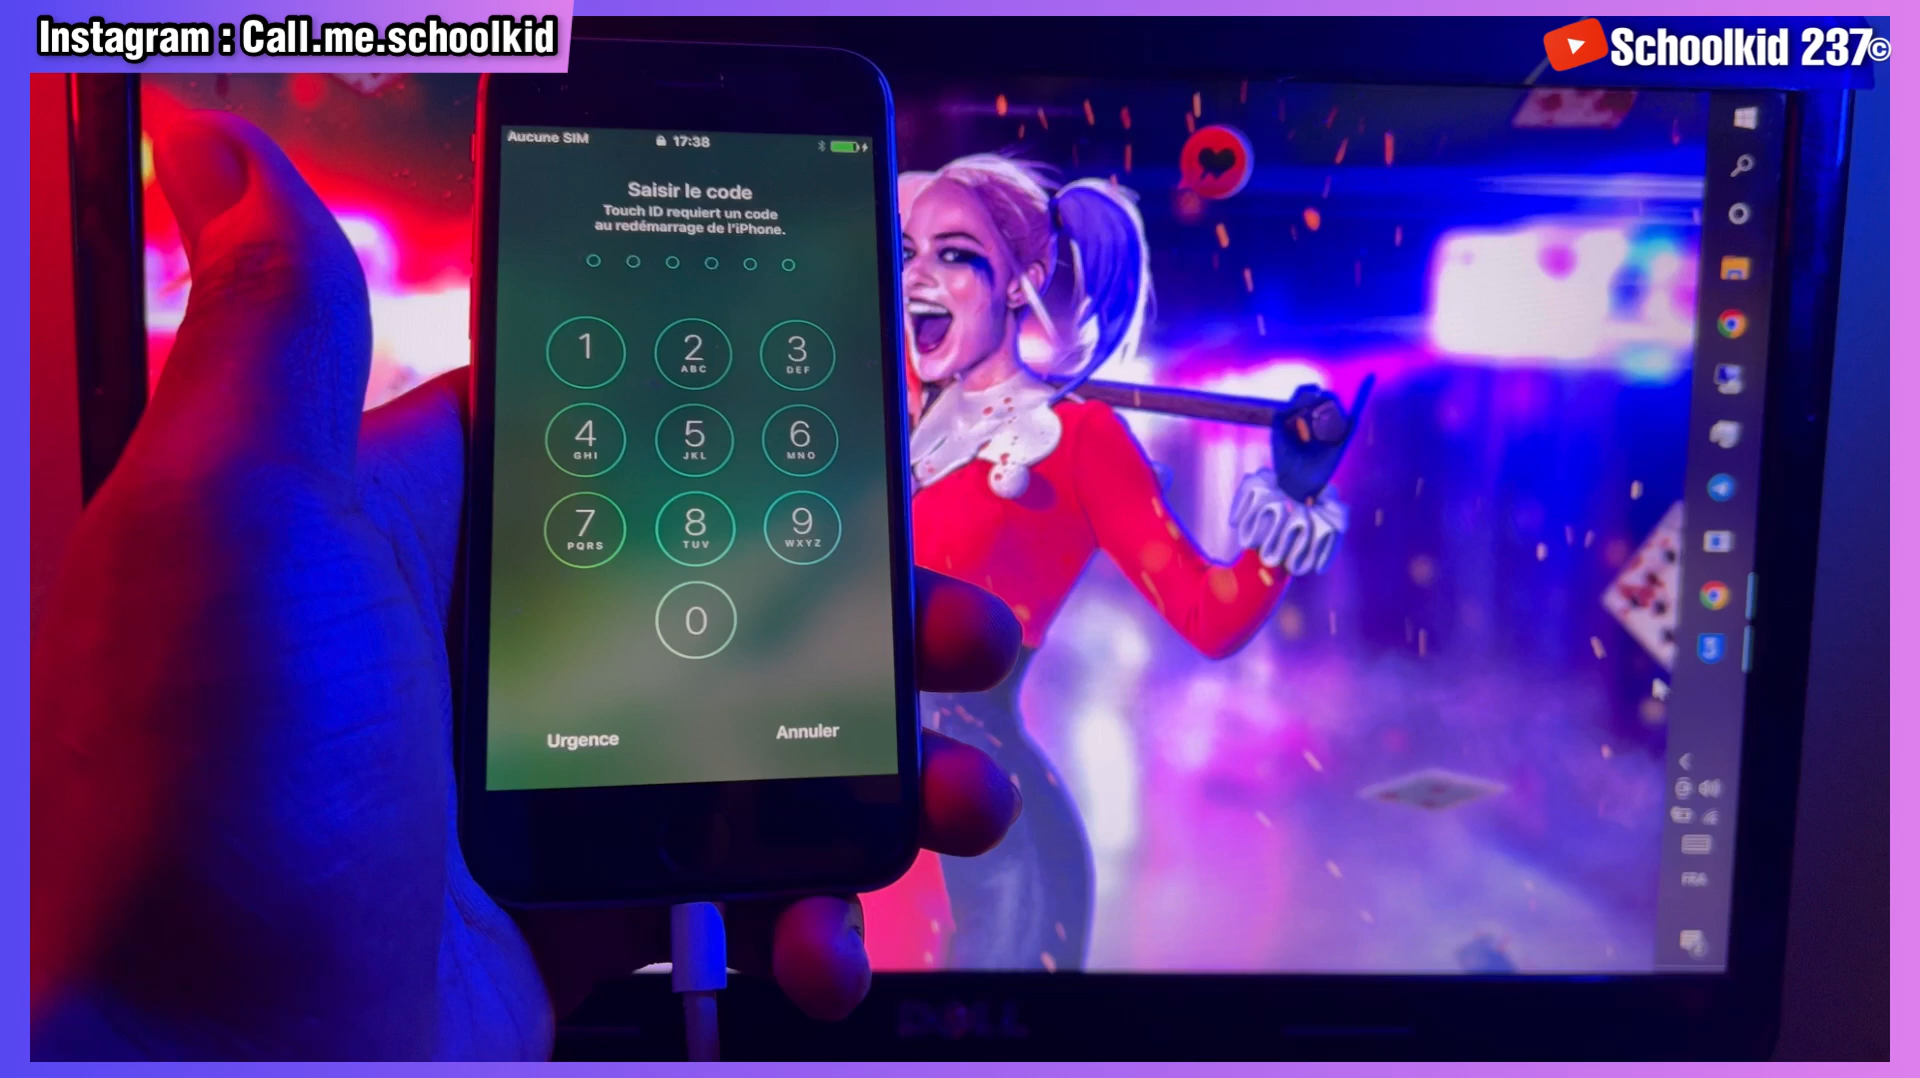 Instagram : Call.me.schoolkid
Schoolkid 237©
Aucune SIM
17:38
Saisir le code
Touch ID requiert un code
au redémarrage de l'iPhone.
1
2
ABC
3
DEF
4
GHI
5
JKL
6
MNO
7
PQRS
8
TUV
9
WXYZ
0
Urgence
Annuler
FRA
DELL